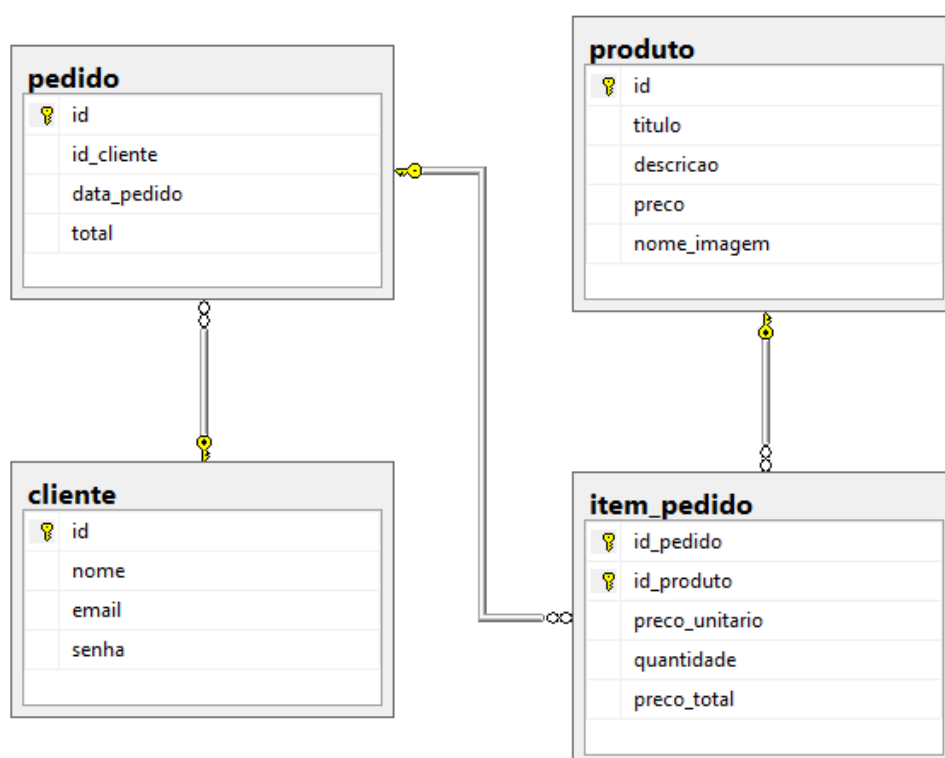 pedido
id
id_cliente
data_pedido
total
produto
id
titulo
descricao
preco
nome_imagem
cliente
id
nome
email
senha
item_pedido
id_pedido
id_produto
preco_unitario
quantidade
preco_total